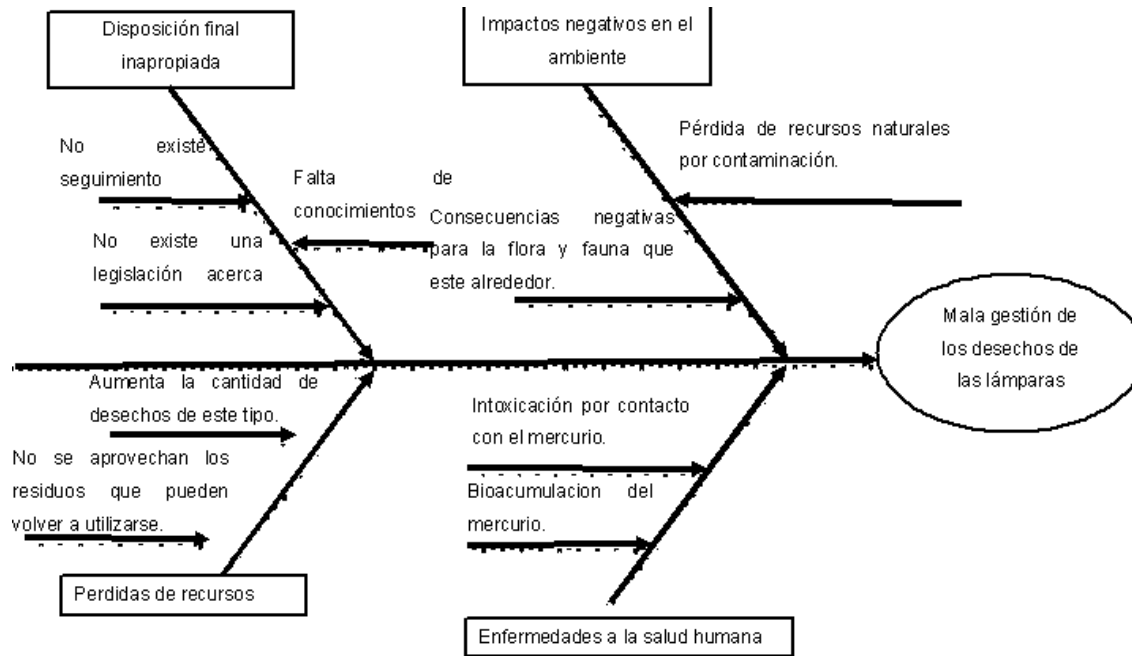 Disposición final
inapropiada
Impactos negativos en el
ambiente
No existe
seguimiento
Falta de
conocimientos
No existe una
legislación acerca
Pérdida de recursos naturales
por contaminación.
Consecuencias negativas
para la flora y fauna que
este alrededor.
Mala gestión de
los desechos de
las lámparas
Aumenta la cantidad de
desechos de este tipo.
No se aprovechan los
residuos que pueden
volver a utilizarse.
Perdidas de recursos
Intoxicación por contacto
con el mercurio.
Bioacumulacion del
mercurio.
Enfermedades a la salud humana